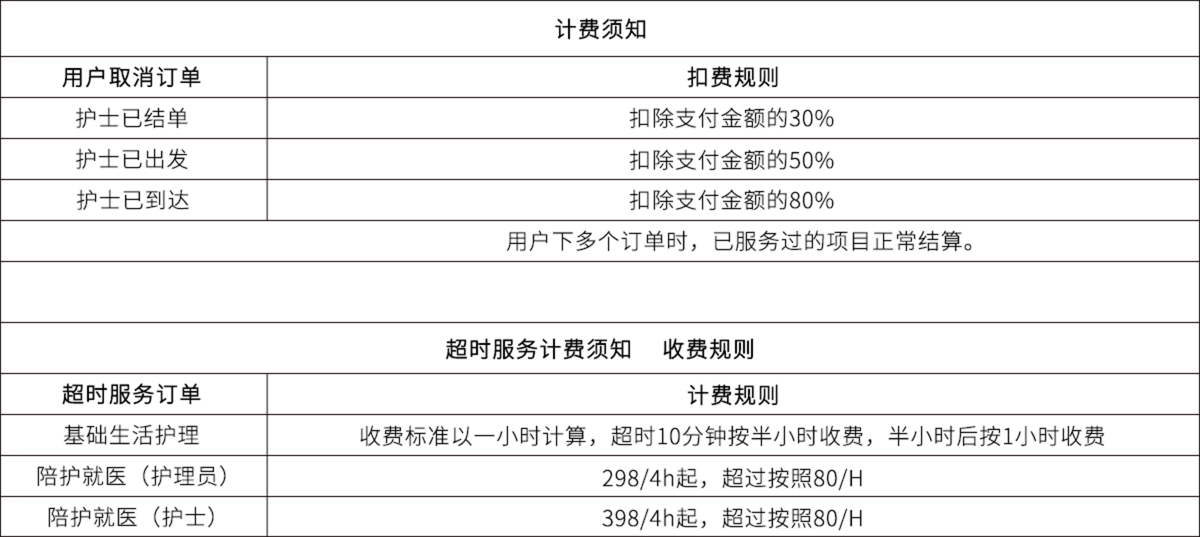 计费须知
用户取消订单 扣费规则
护士已结单 扣除支付金额的30%
护士已出发 扣除支付金额的50%
护士已到达 扣除支付金额的80%
用户下多个订单时，已服务过的项目正常结算。
超时服务计费须知 收费规则
超时服务订单 计费规则
基础生活护理 收费标准以一小时计算，超时10分钟按半小时收费，半小时后按1小时收费
陪护就医（护理员） 298/4h起，超过按照80/H
陪护就医（护士） 398/4h起，超过按照80/H